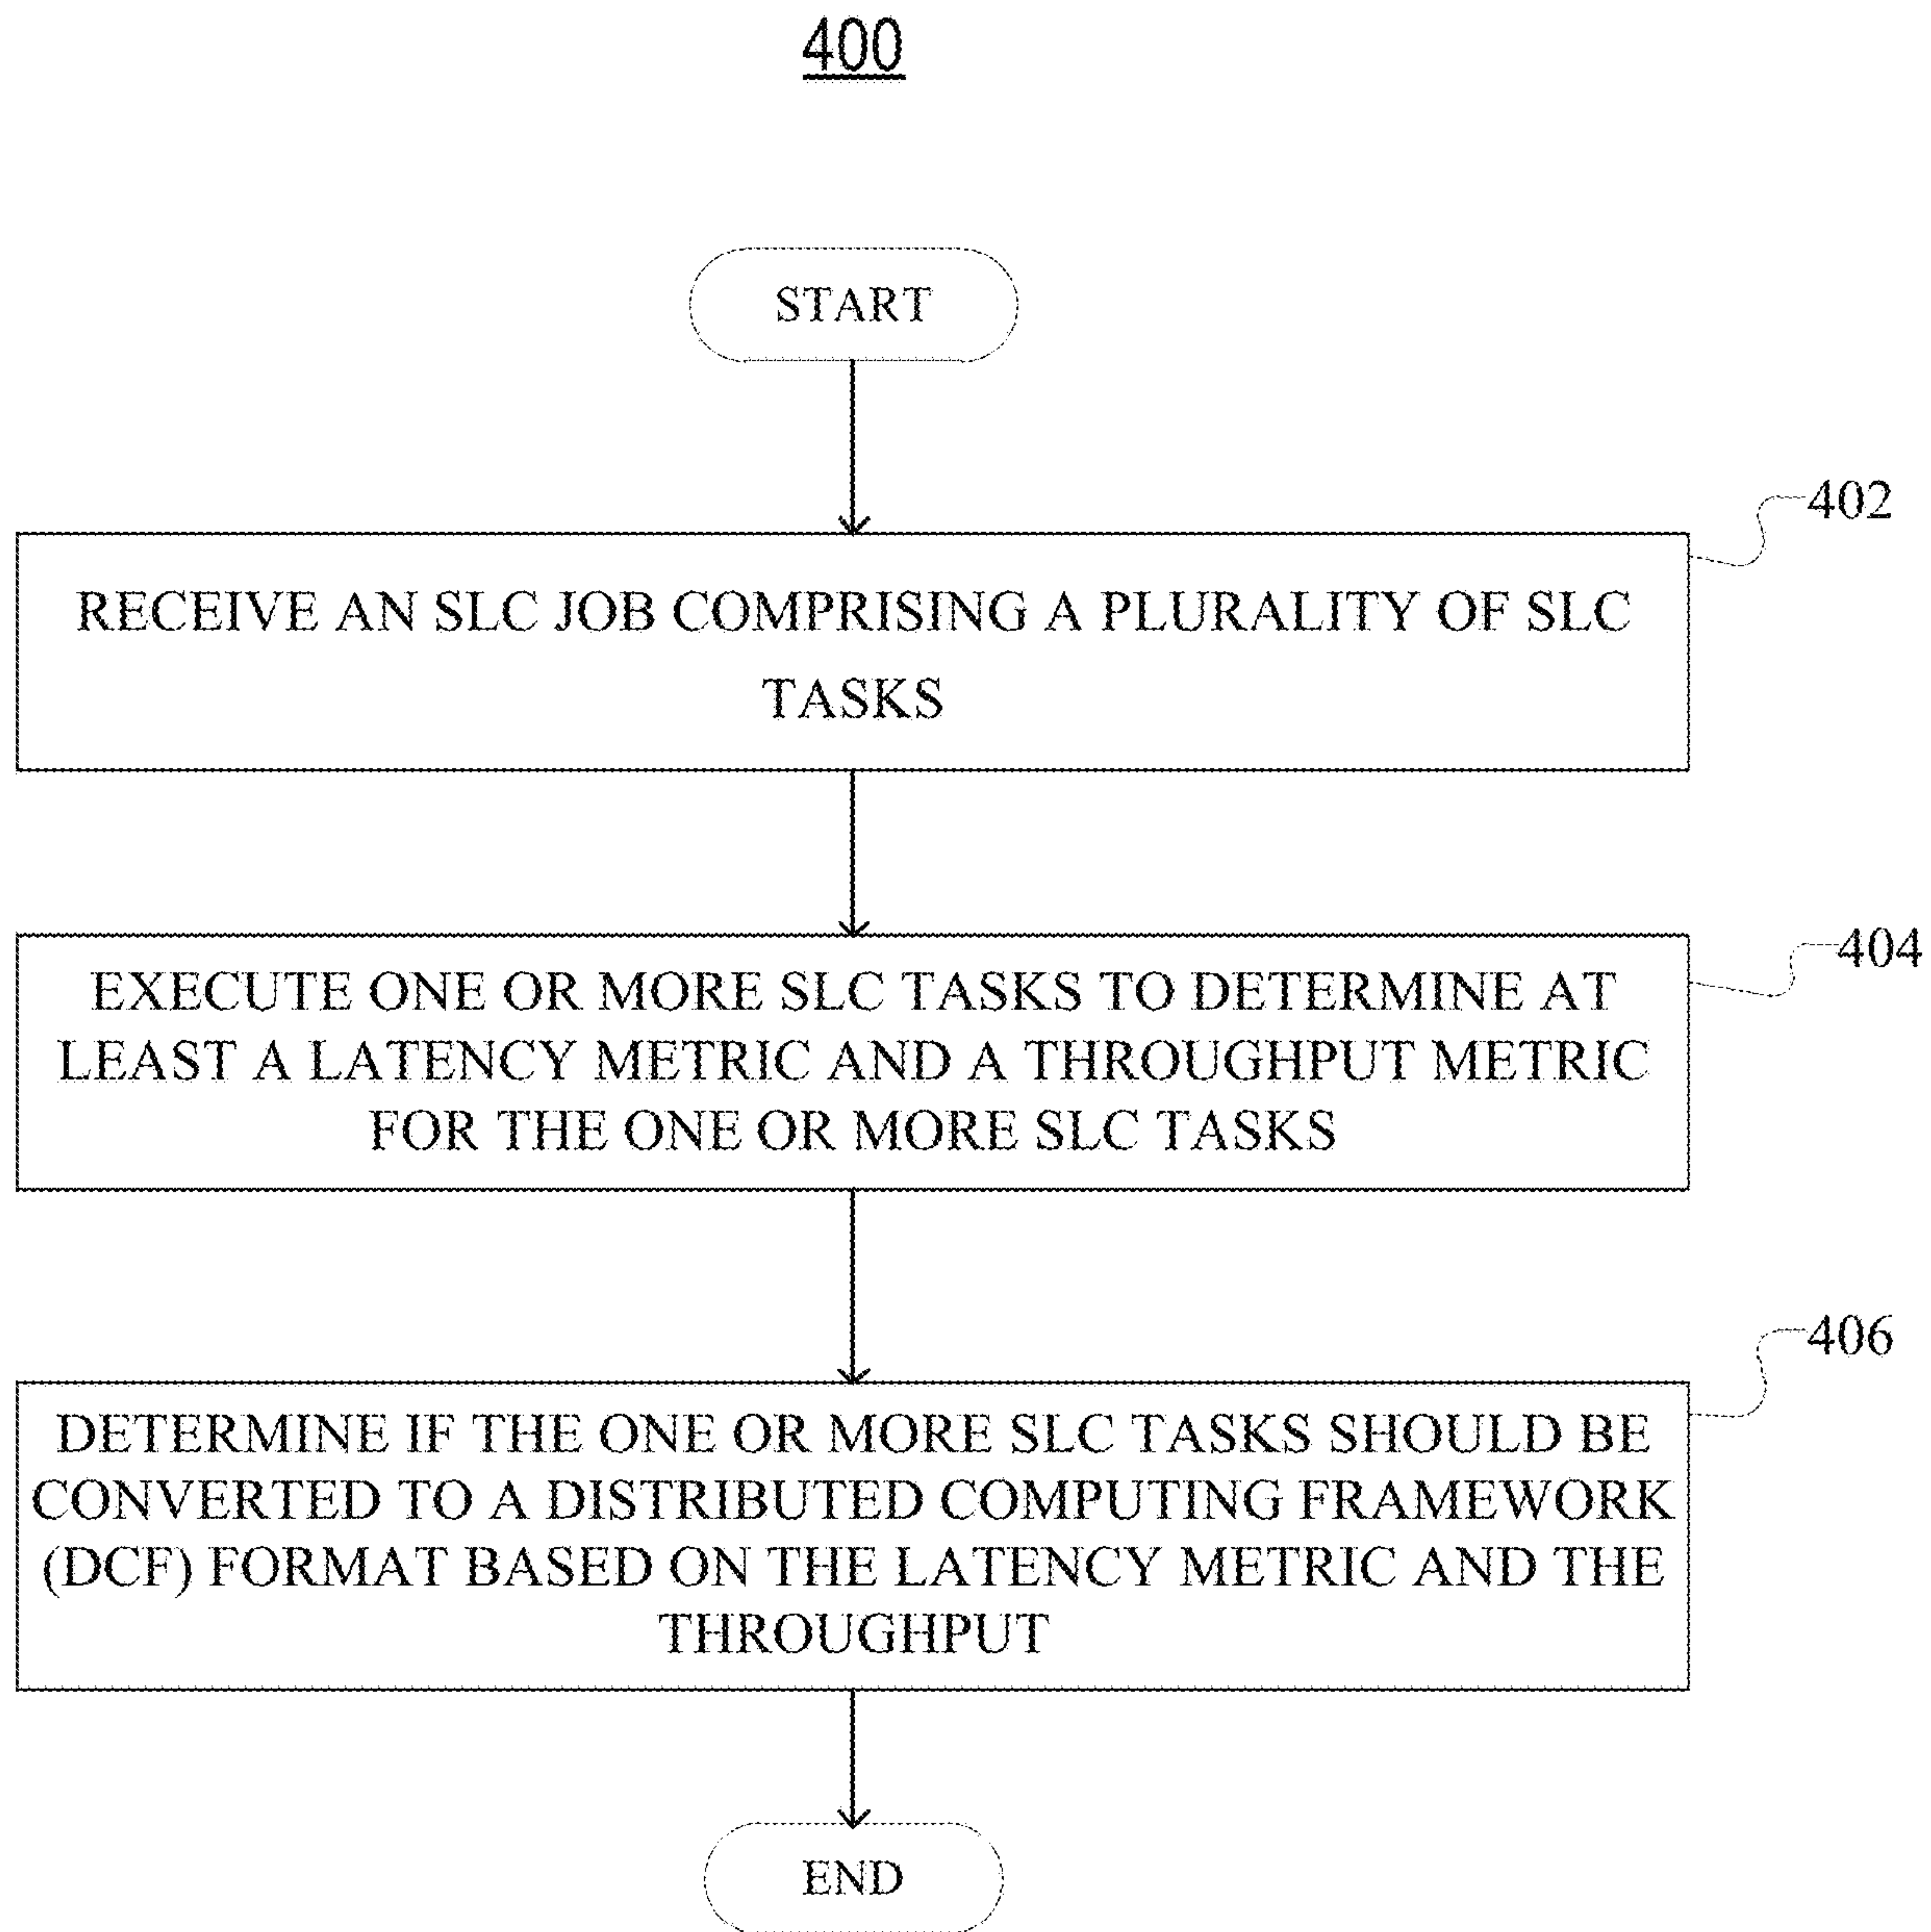 400
START
402
RECEIVE AN SLC JOB COMPRISING A PLURALITY OF SLC
TASKS
404
EXECUTE ONE OR MORE SLC TASKS TO DETERMINE AT
LEAST A LATENCY METRIC AND A THROUGHPUT METRIC
FOR THE ONE OR MORE SLC TASKS
406
DETERMINE IF THE ONE OR MORE SLC TASKS SHOULD BE
CONVERTED TO A DISTRIBUTED COMPUTING FRAMEWORK
(DCF) FORMAT BASED ON THE LATENCY METRIC AND THE
THROUGHPUT
END